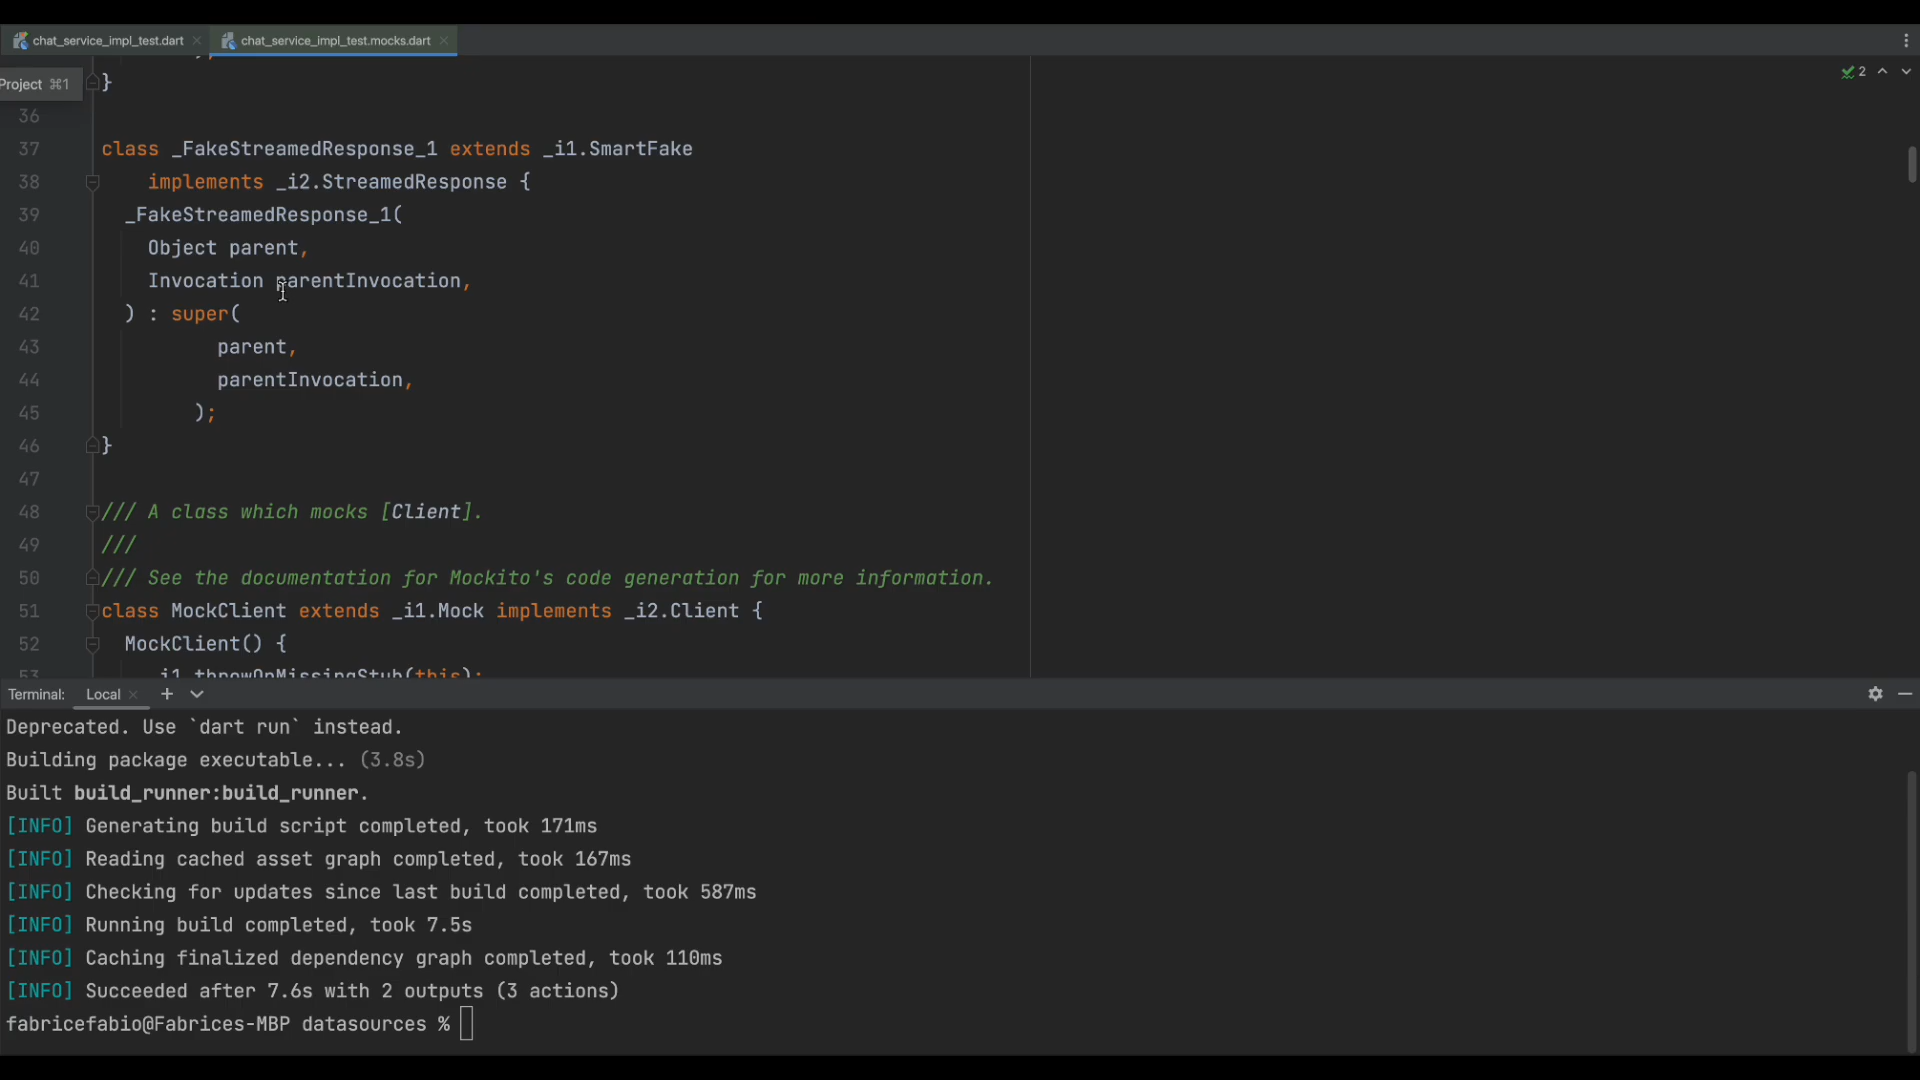 chat_service_impl_test.dart
chat_service_impl_test.mocks.dart
Project ⌘1
}
2
36
37 class _FakeStreamedResponse_1 extends _i1.SmartFake
38 implements _i2.StreamedResponse {
39 _FakeStreamedResponse_1(
40 Object parent,
41 Invocation parentInvocation,
42 ) : super(
43 parent,
44 parentInvocation,
45 );
46 }
47
48 /// A class which mocks [Client].
49 ///
50 /// See the documentation for Mockito's code generation for more information.
51 class MockClient extends _i1.Mock implements _i2.Client {
52 MockClient() {
53 _i1.throwOnMissingStub(this);
Terminal: Local
Deprecated. Use `dart run` instead.
Building package executable... (3.8s)
Built build_runner:build_runner.
[INFO] Generating build script completed, took 171ms
[INFO] Reading cached asset graph completed, took 167ms
[INFO] Checking for updates since last build completed, took 587ms
[INFO] Running build completed, took 7.5s
[INFO] Caching finalized dependency graph completed, took 110ms
[INFO] Succeeded after 7.6s with 2 outputs (3 actions)
fabricefabio@Fabrices-MBP datasources %